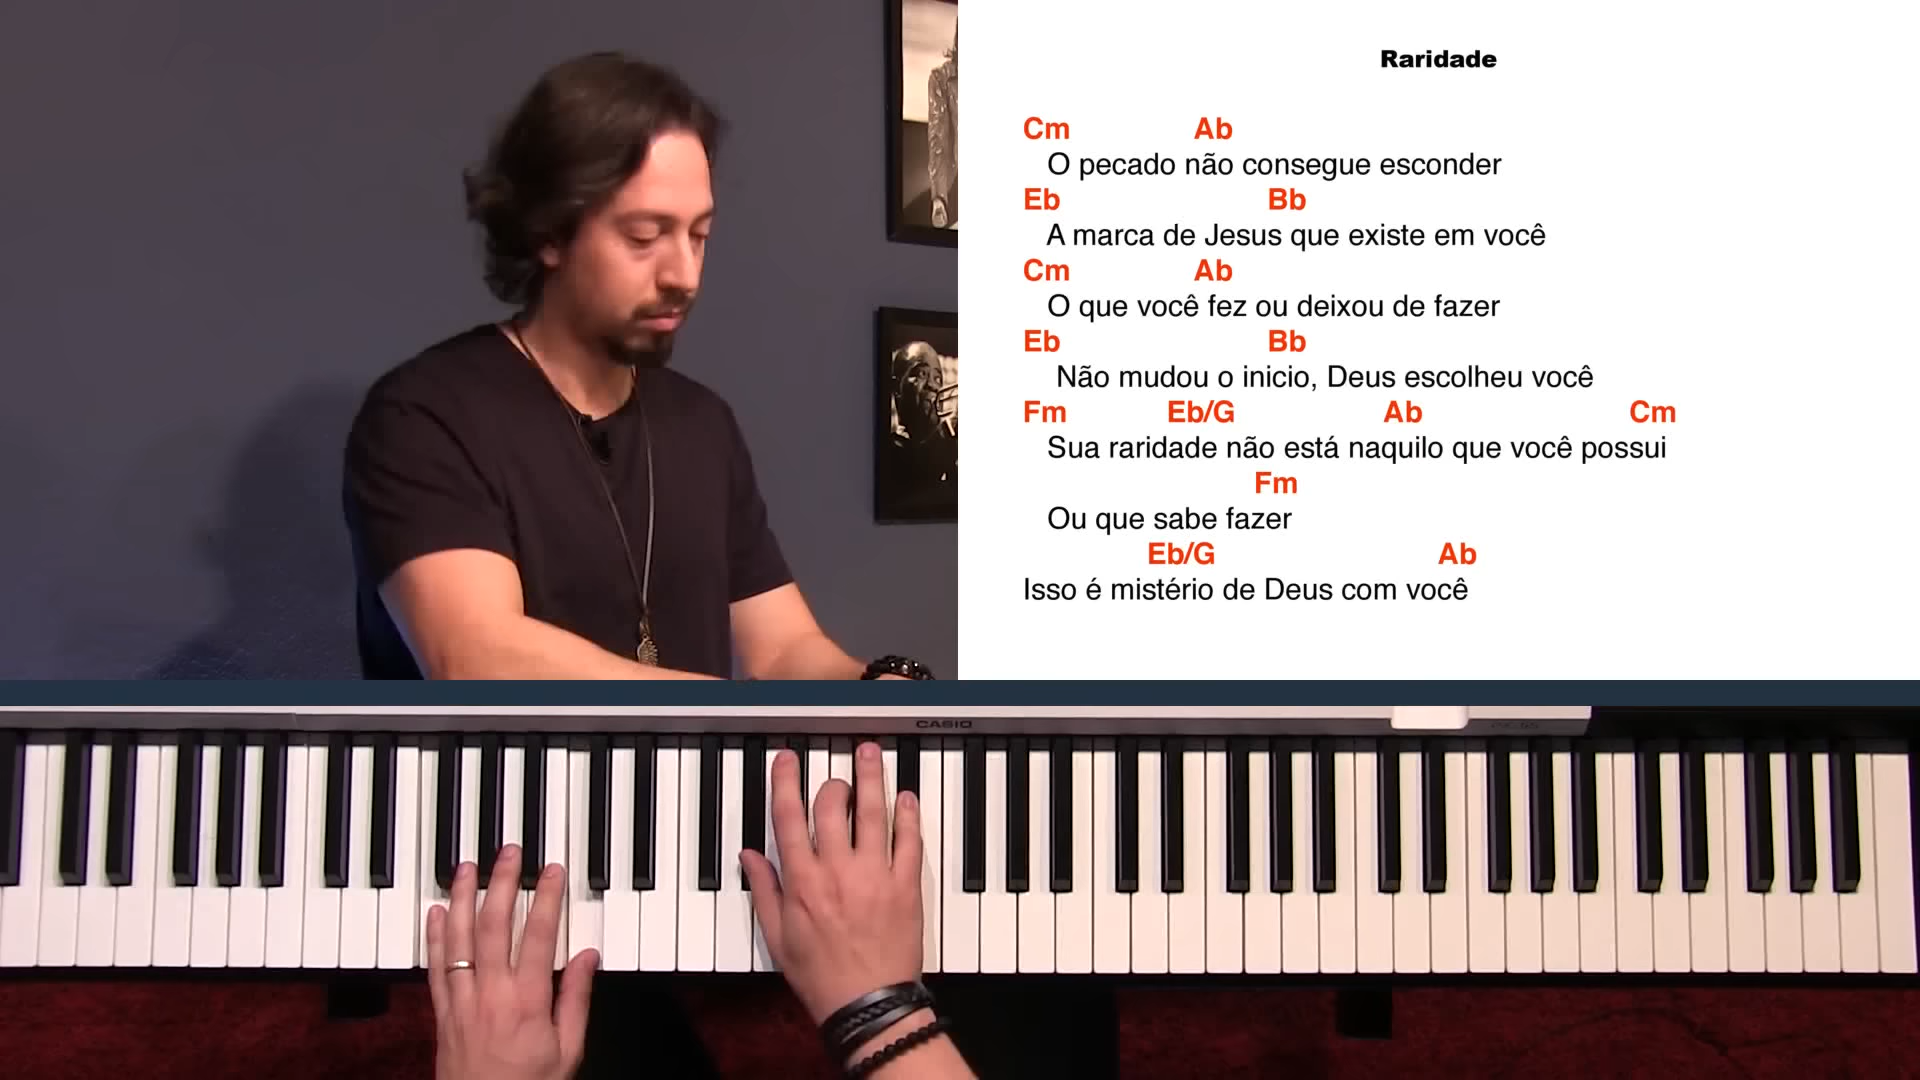 Raridade
Cm Ab
O pecado não consegue esconder
Eb Bb
A marca de Jesus que existe em você
Cm Ab
O que você fez ou deixou de fazer
Eb Bb
Não mudou o inicio, Deus escolheu você
Fm Eb/G Ab Cm
Sua raridade não está naquilo que você possui
Fm
Ou que sabe fazer
Eb/G Ab
Isso é mistério de Deus com você
CASIO